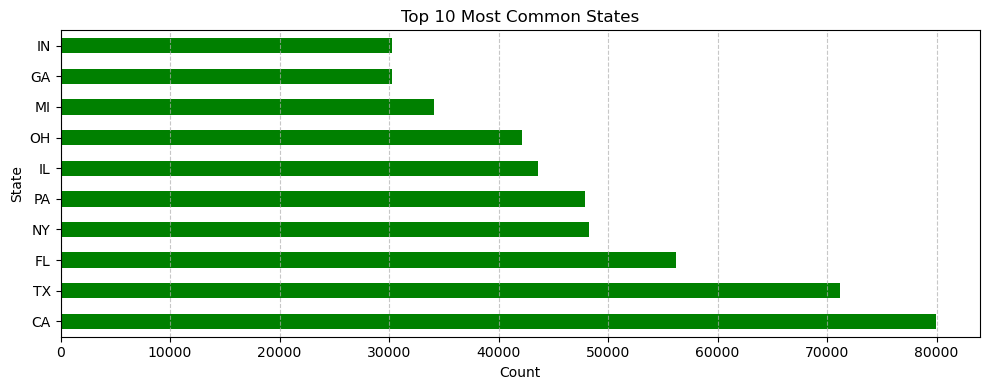 Top 10 Most Common States
IN
GA
MI
OH
IL
PA
NY
FL
TX
CA
State
0 10000 20000 30000 40000 50000 60000 70000 80000
Count